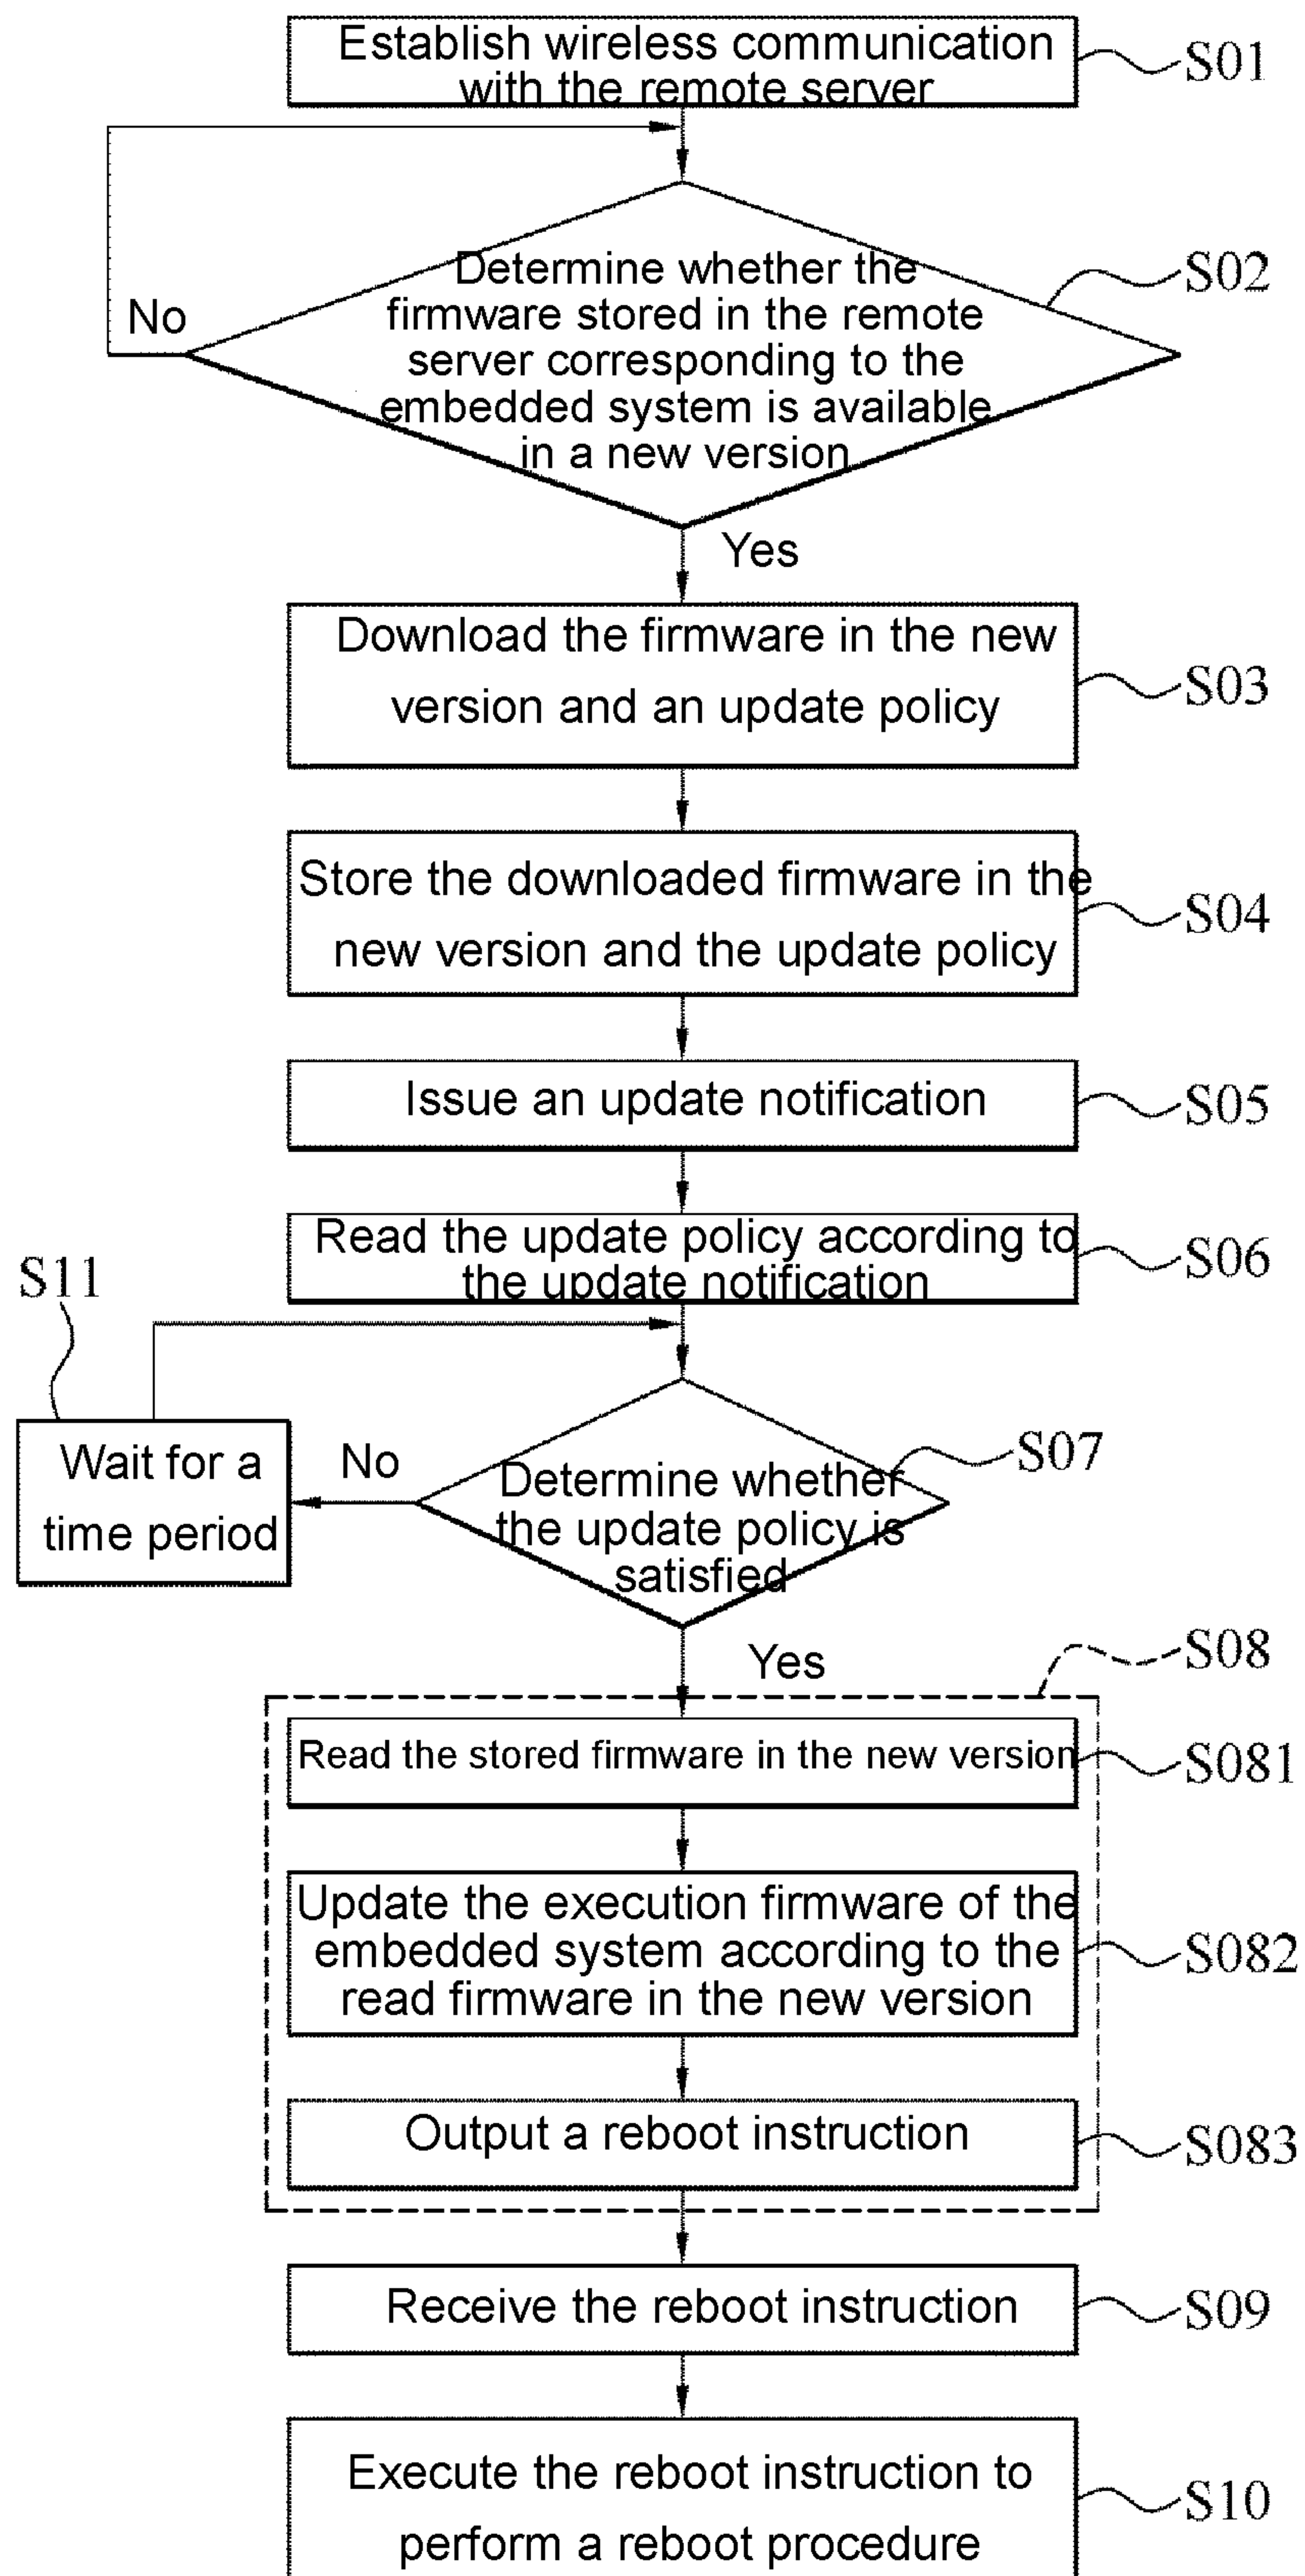 Establish wireless communication
with the remote server
S01
Determine whether the
firmware stored in the remote
server corresponding to the
embedded system is available
in a new version
S02
No
Yes
Download the firmware in the new
version and an update policy
S03
Store the downloaded firmware in the
new version and the update policy
S04
Issue an update notification
S05
Read the update policy according to
the update notification
S06
S11
Wait for a
time period
No
Determine whether
the update policy is
satisfied
S07
Yes
S08
Read the stored firmware in the new version
S081
Update the execution firmware of the
embedded system according to the
read firmware in the new version
S082
Output a reboot instruction
S083
Receive the reboot instruction
S09
Execute the reboot instruction to
perform a reboot procedure
S10